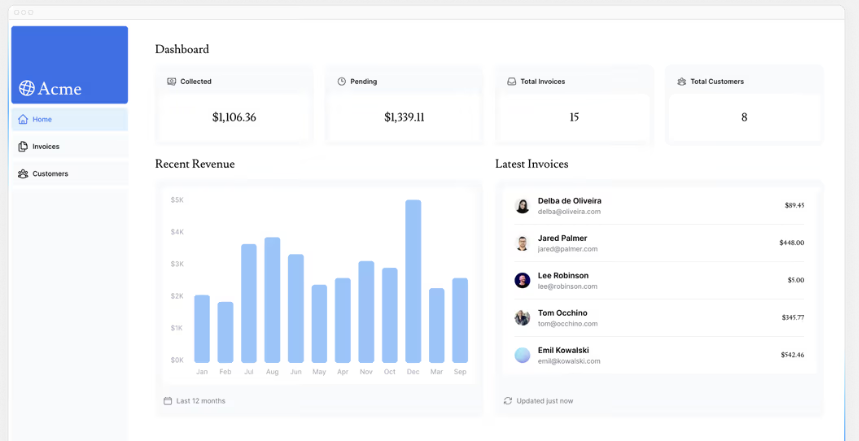 Acme
Home
Invoices
Customers
Dashboard
Collected
$1,106.36
Pending
$1,339.11
Total Invoices
15
Total Customers
8
Recent Revenue
$5K
$4K
$3K
$2K
$1K
$0K
Jan Feb Jul Aug Jun May Apr Nov Oct Dec Mar Sep
Last 12 months
Latest Invoices
Delba de Oliveira
delba@oliveira.com
$89.45
Jared Palmer
jared@palmer.com
$448.00
Lee Robinson
lee@robinson.com
$5.00
Tom Occhino
tom@occhino.com
$345.77
Emil Kowalski
emil@kowalski.com
$542.46
Updated just now